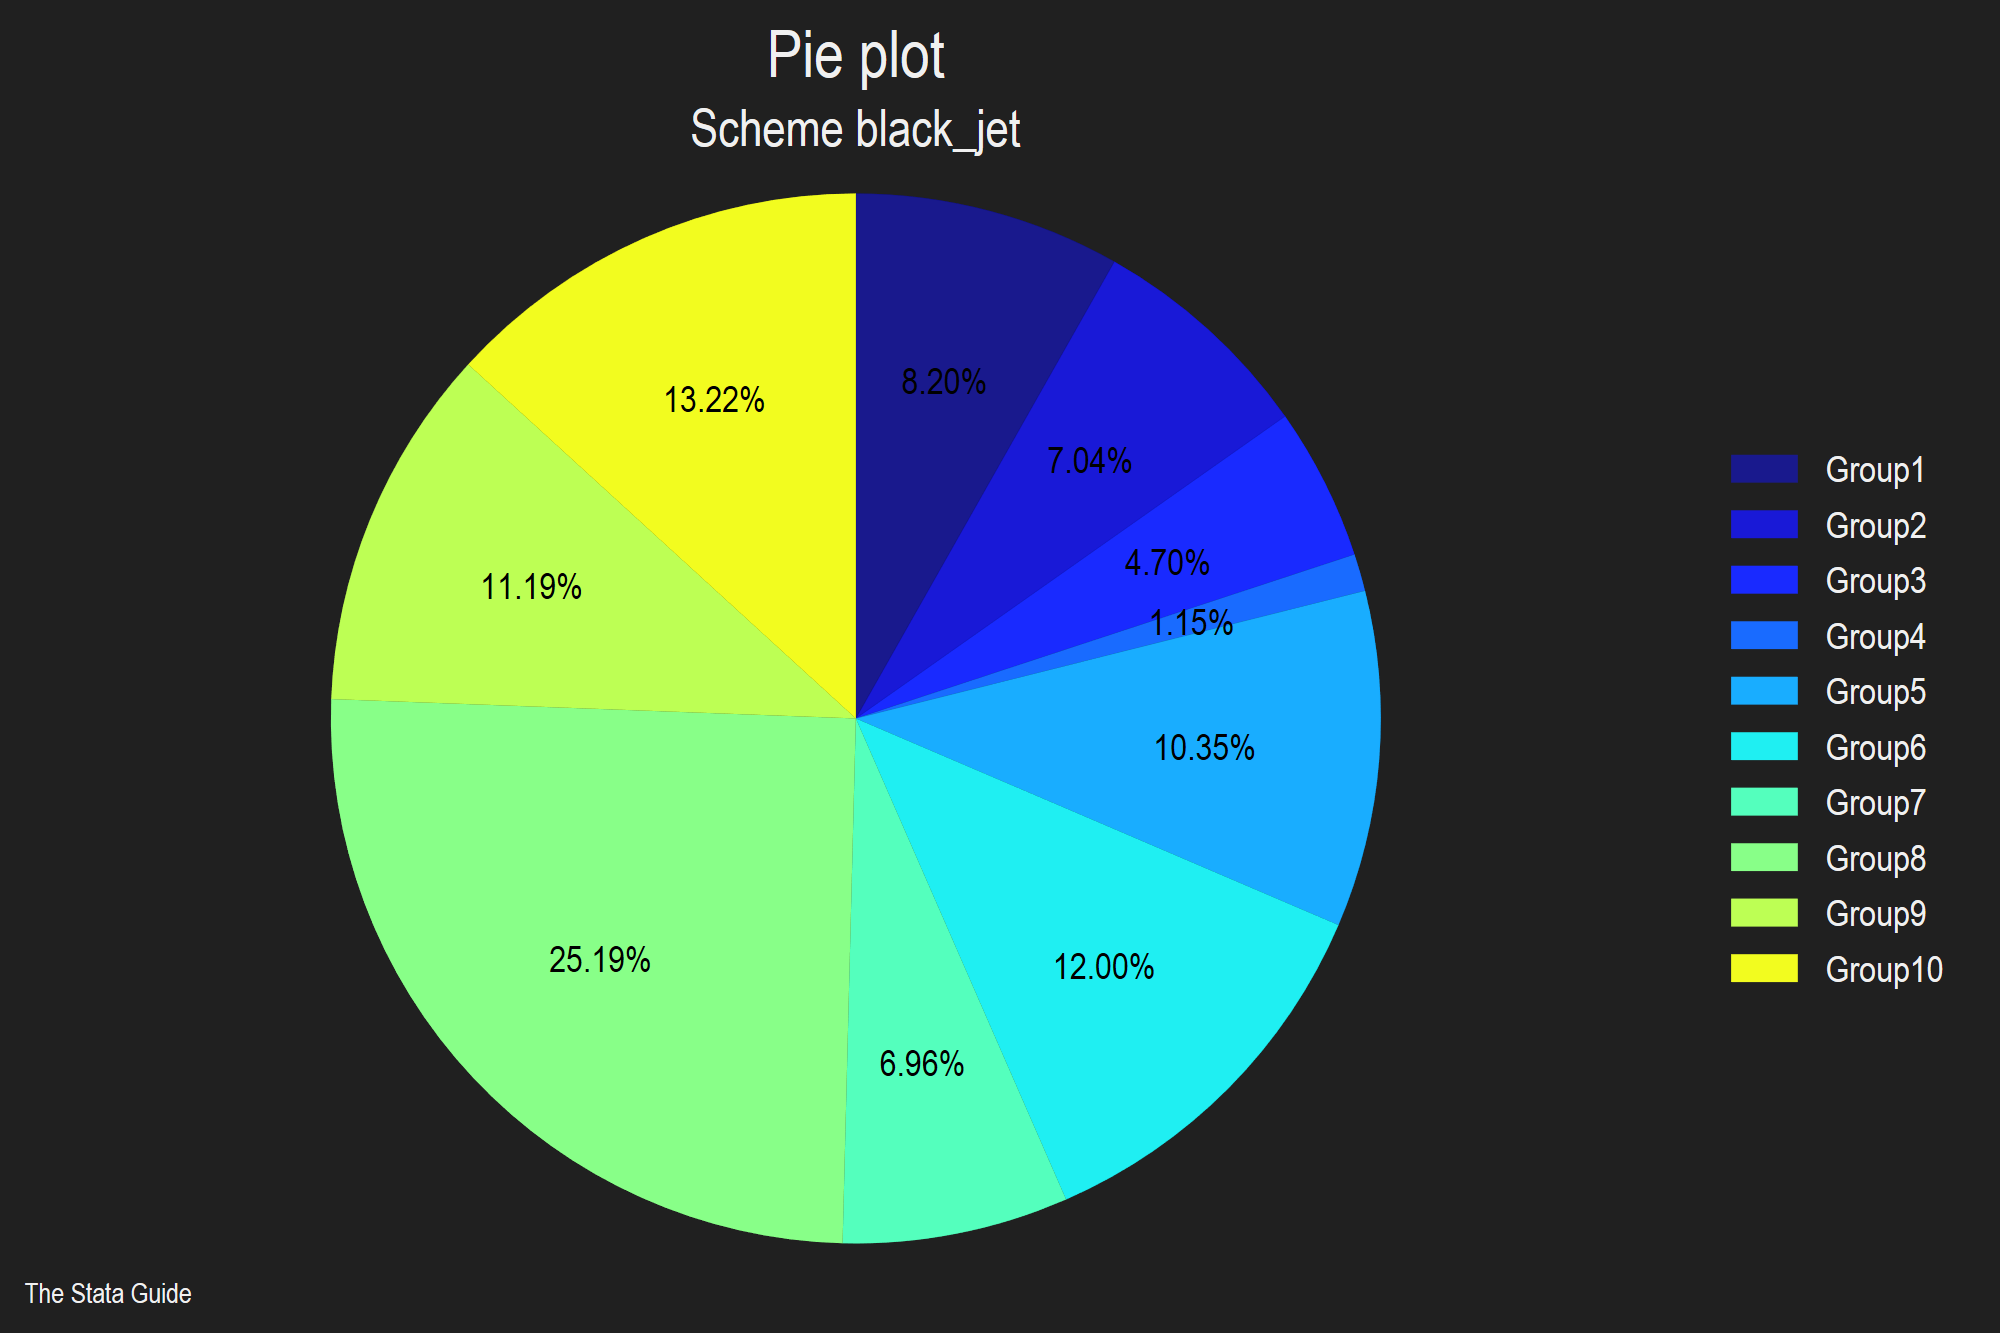 Pie plot
Scheme black_jet
8.20%
7.04%
4.70%
1.15%
10.35%
12.00%
6.96%
25.19%
11.19%
13.22%
Group1
Group2
Group3
Group4
Group5
Group6
Group7
Group8
Group9
Group10
The Stata Guide